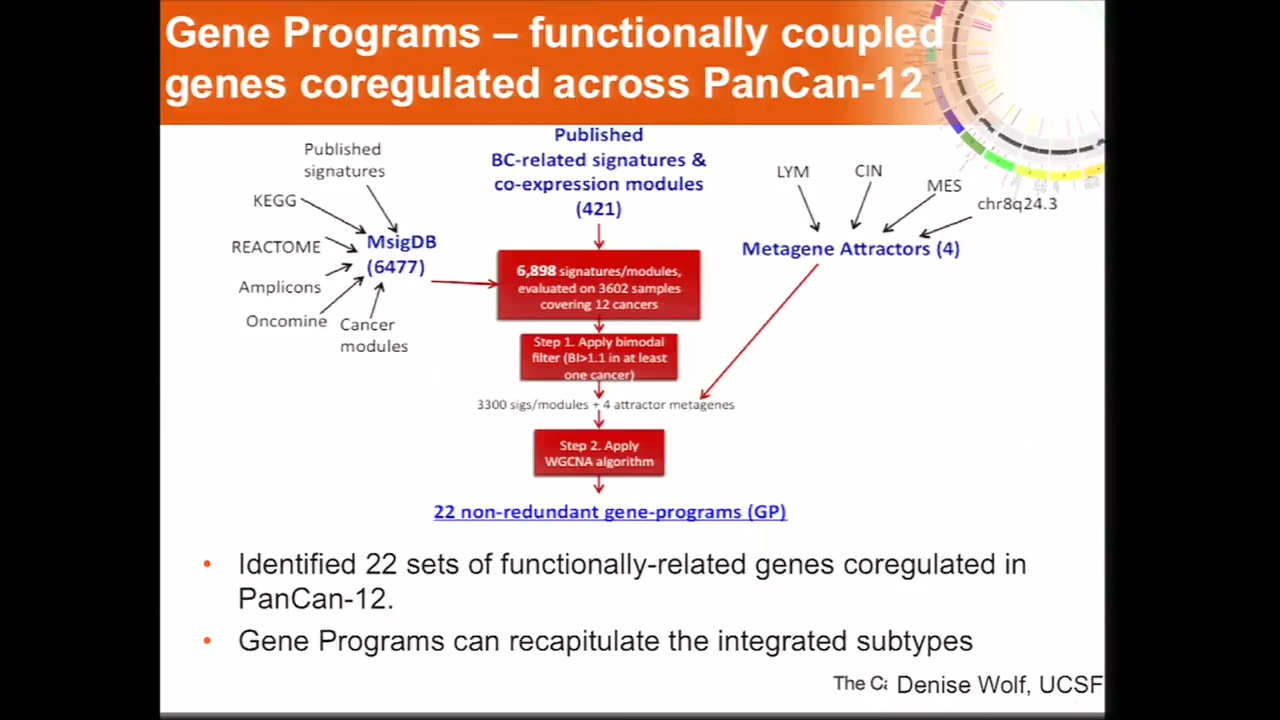 Gene Programs – functionally coupled
genes coregulated across PanCan-12
Published
signatures
KEGG
REACTOME
Amplicons
Oncomine
Cancer
modules
MsigDB
(6477)
Published
BC-related signatures &
co-expression modules
(421)
LYM
CIN
MES
chr8q24.3
Metagene Attractors (4)
6,898 signatures/modules,
evaluated on 3602 samples
covering 12 cancers
Step 1. Apply bimodal
filter (BI>1.1 in at least
one cancer)
3300 sigs/modules + 4 attractor metagenes
Step 2. Apply
WGCNA algorithm
22 non-redundant gene-programs (GP)
• Identified 22 sets of functionally-related genes coregulated in
PanCan-12.
• Gene Programs can recapitulate the integrated subtypes
The Denise Wolf, UCSF